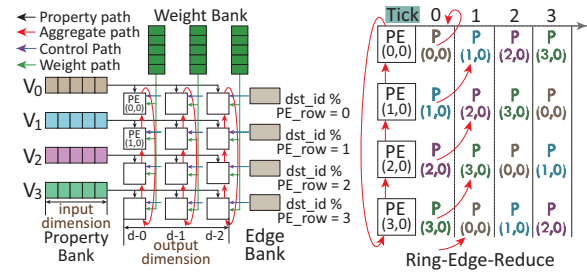 Property path
Aggregate path
Control Path
Weight path
Weight Bank
V0
V1
V2
V3
PE
(0,0)
PE
(1,0)
dst_id %
PE_row = 0
dst_id %
PE_row = 1
dst_id %
PE_row = 2
dst_id %
PE_row = 3
input
dimension
Property
Bank
d-0 d-1 d-2
output
dimension
Edge
Bank
Tick 0 1 2 3
PE P P P P
(0,0) (0,0) (1,0) (2,0) (3,0)
PE P P P P
(1,0) (1,0) (2,0) (3,0) (0,0)
PE P P P P
(2,0) (2,0) (3,0) (0,0) (1,0)
PE P P P P
(3,0) (3,0) (0,0) (1,0) (2,0)
Ring-Edge-Reduce